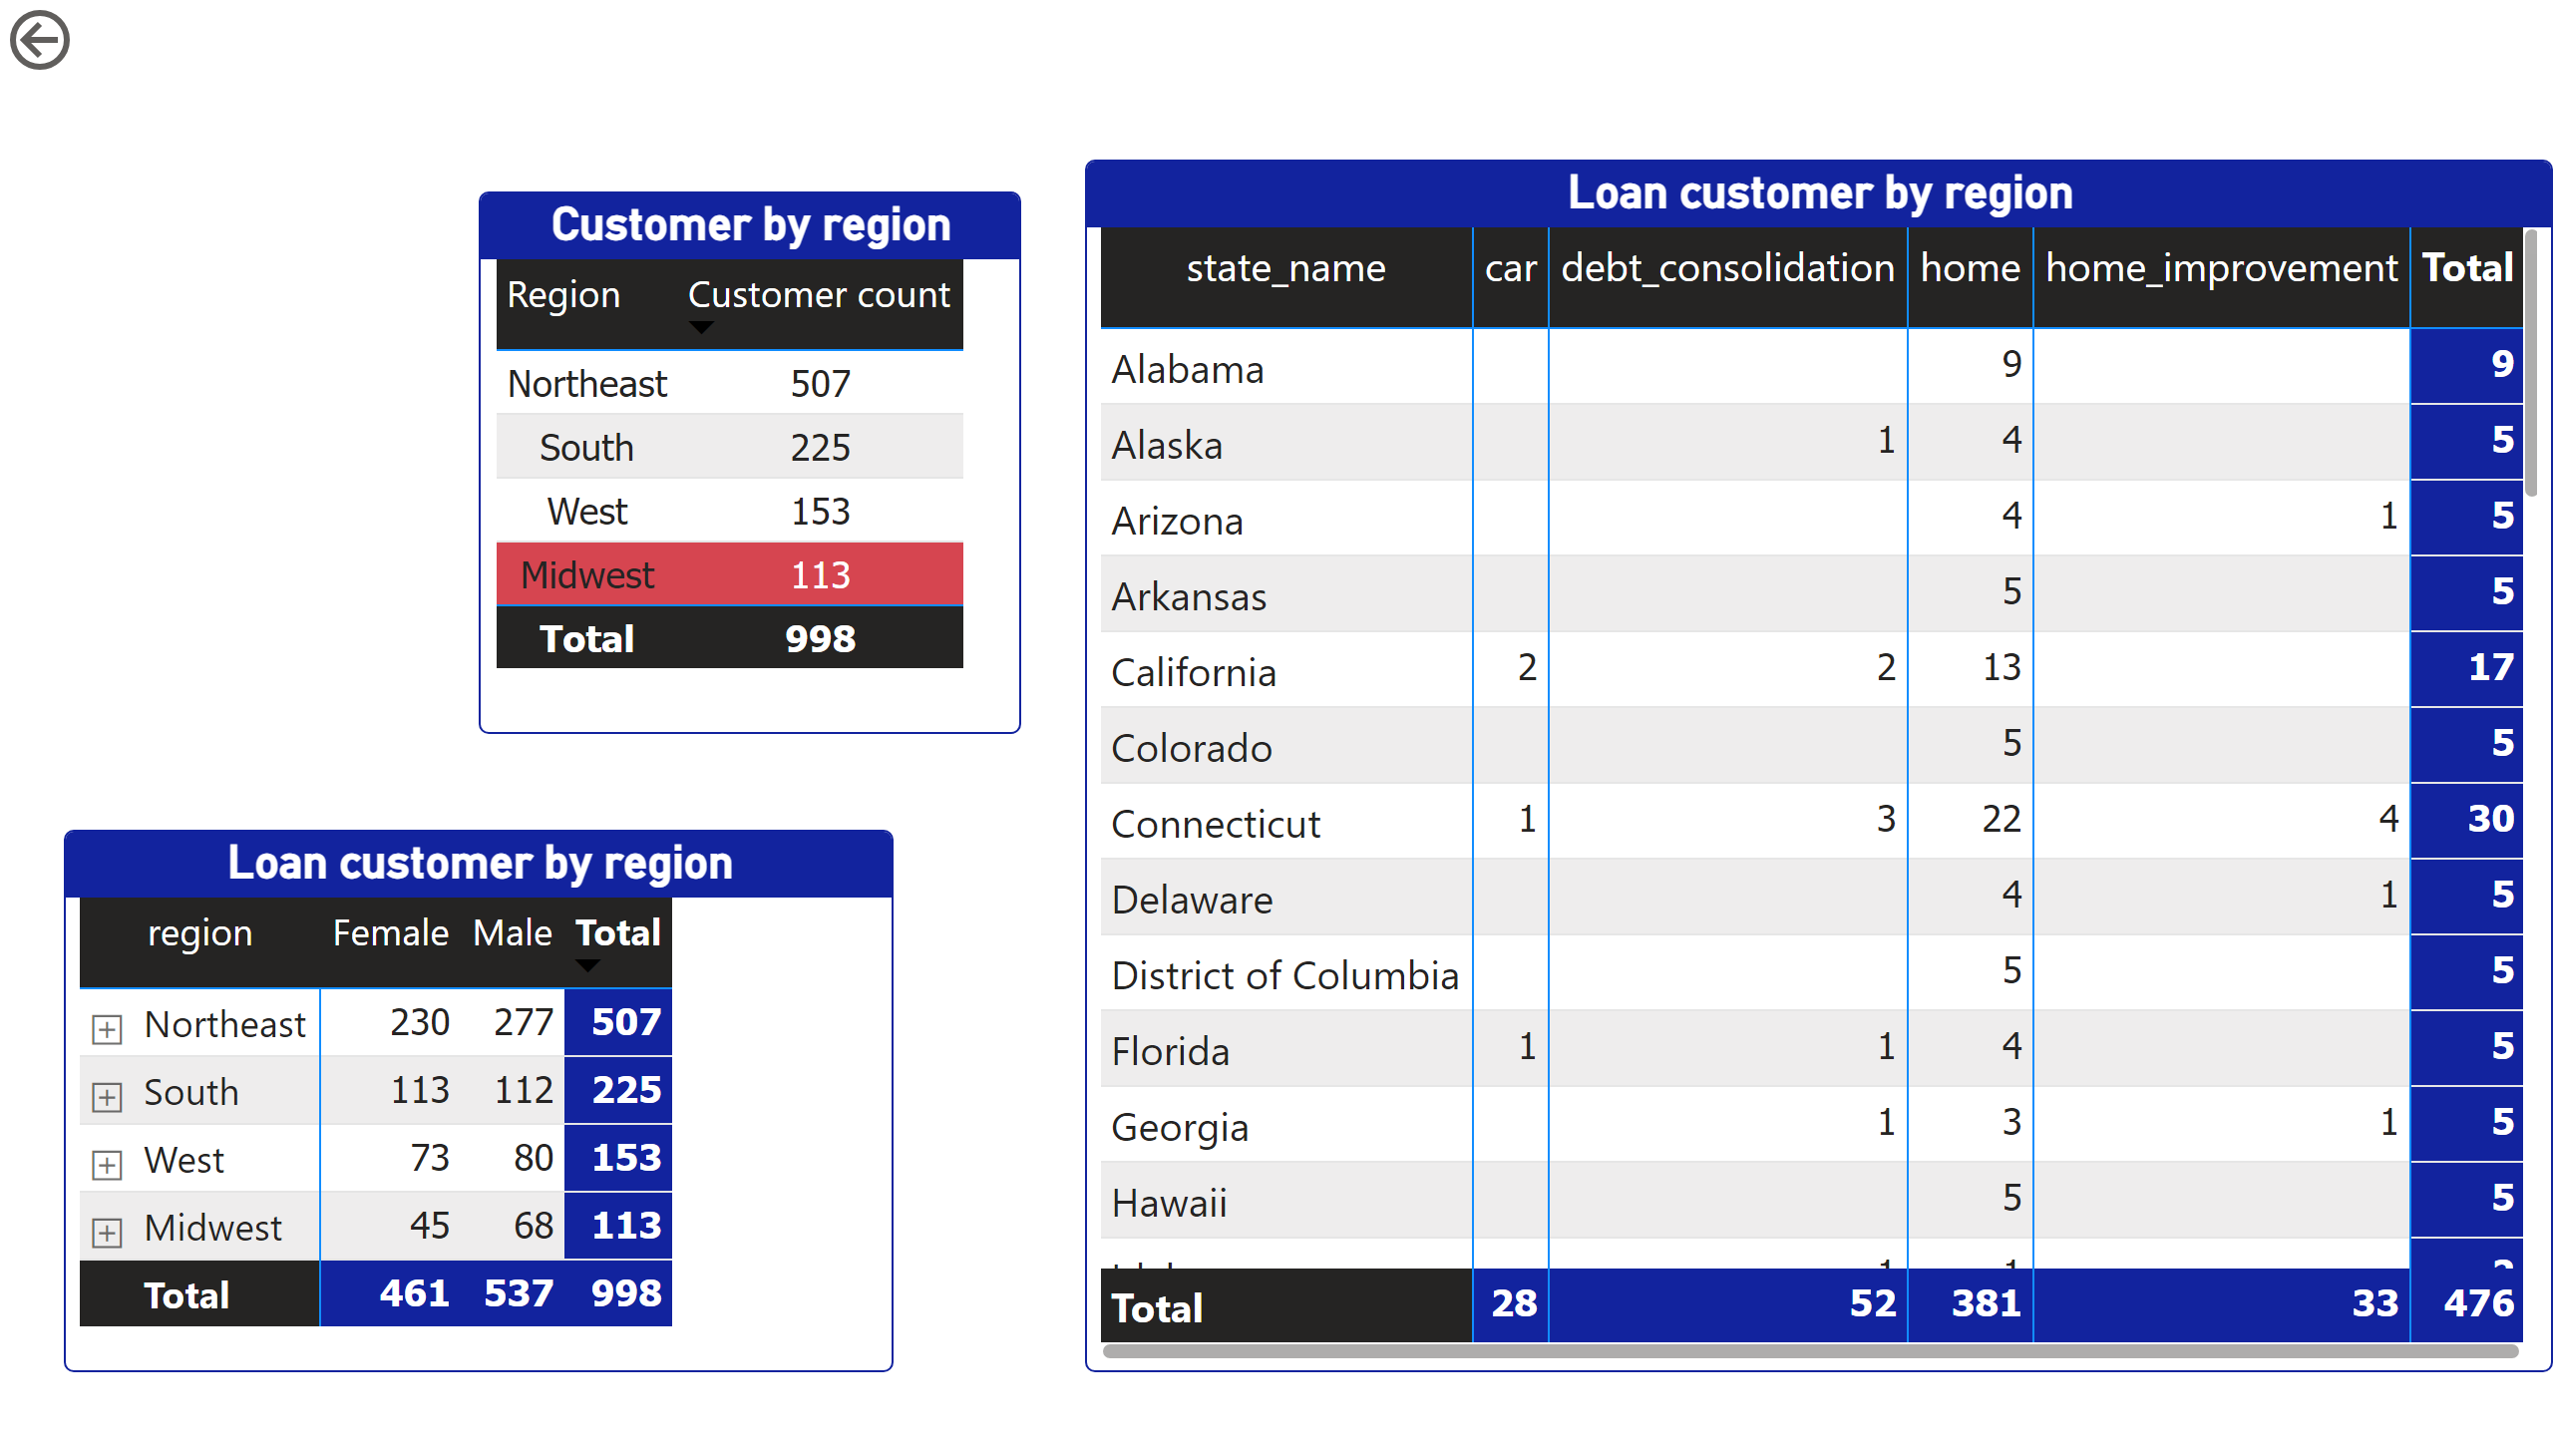 Customer by region
Region Customer count
Northeast 507
South 225
West 153
Midwest 113
Total 998
Loan customer by region
region Female Male Total
Northeast 230 277 507
South 113 112 225
West 73 80 153
Midwest 45 68 113
Total 461 537 998
Loan customer by region
state_name car debt_consolidation home home_improvement Total
Alabama 9 9
Alaska 1 4 5
Arizona 4 1 5
Arkansas 5 5
California 2 2 13 17
Colorado 5 5
Connecticut 1 3 22 4 30
Delaware 4 1 5
District of Columbia 5 5
Florida 1 1 4 5
Georgia 1 3 1 5
Hawaii 5 5
Total 28 52 381 33 476